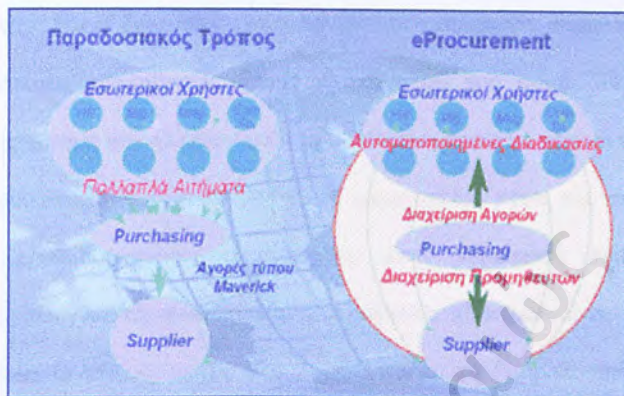 Παραδοσιακός Τρόπος
Εσωτερικοί Χρήστες
Πολλαπλά Αιτήματα
Purchasing
Αγορές τύπου
Maverick
Supplier
eProcurement
Εσωτερικοί Χρήστες
Αυτοματοποιημένες Διαδικασίες
Διαχείριση Αγορών
Purchasing
Διαχείριση Προμηθευτών
Supplier